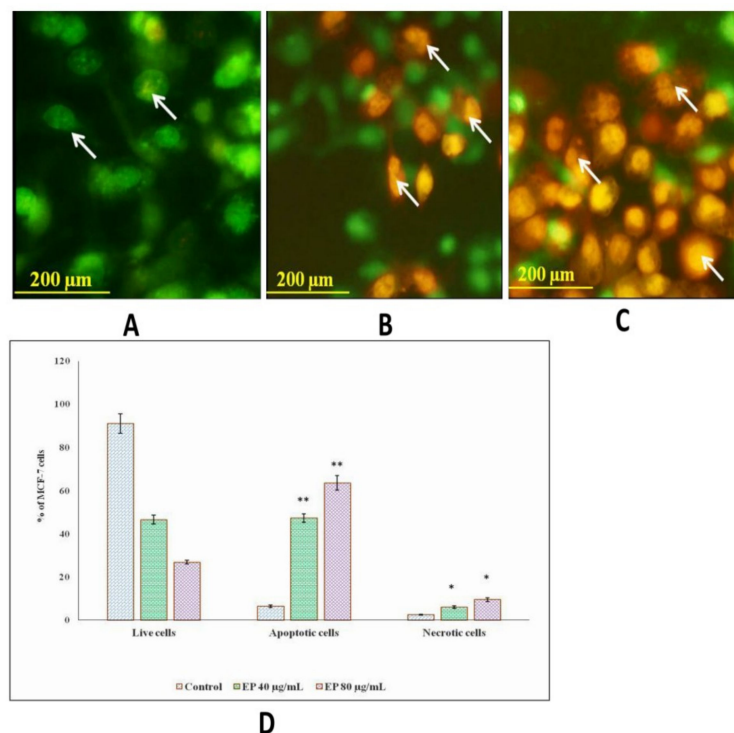 200 µm
200 µm
200 µm
A
B
C
120
100
80
60
40
20
0
% of MCF-7 cells
**
**
*
*
Live cells
Apoptotic cells
Necrotic cells
Control
EP 40 µg/mL
EP 80 µg/mL
D